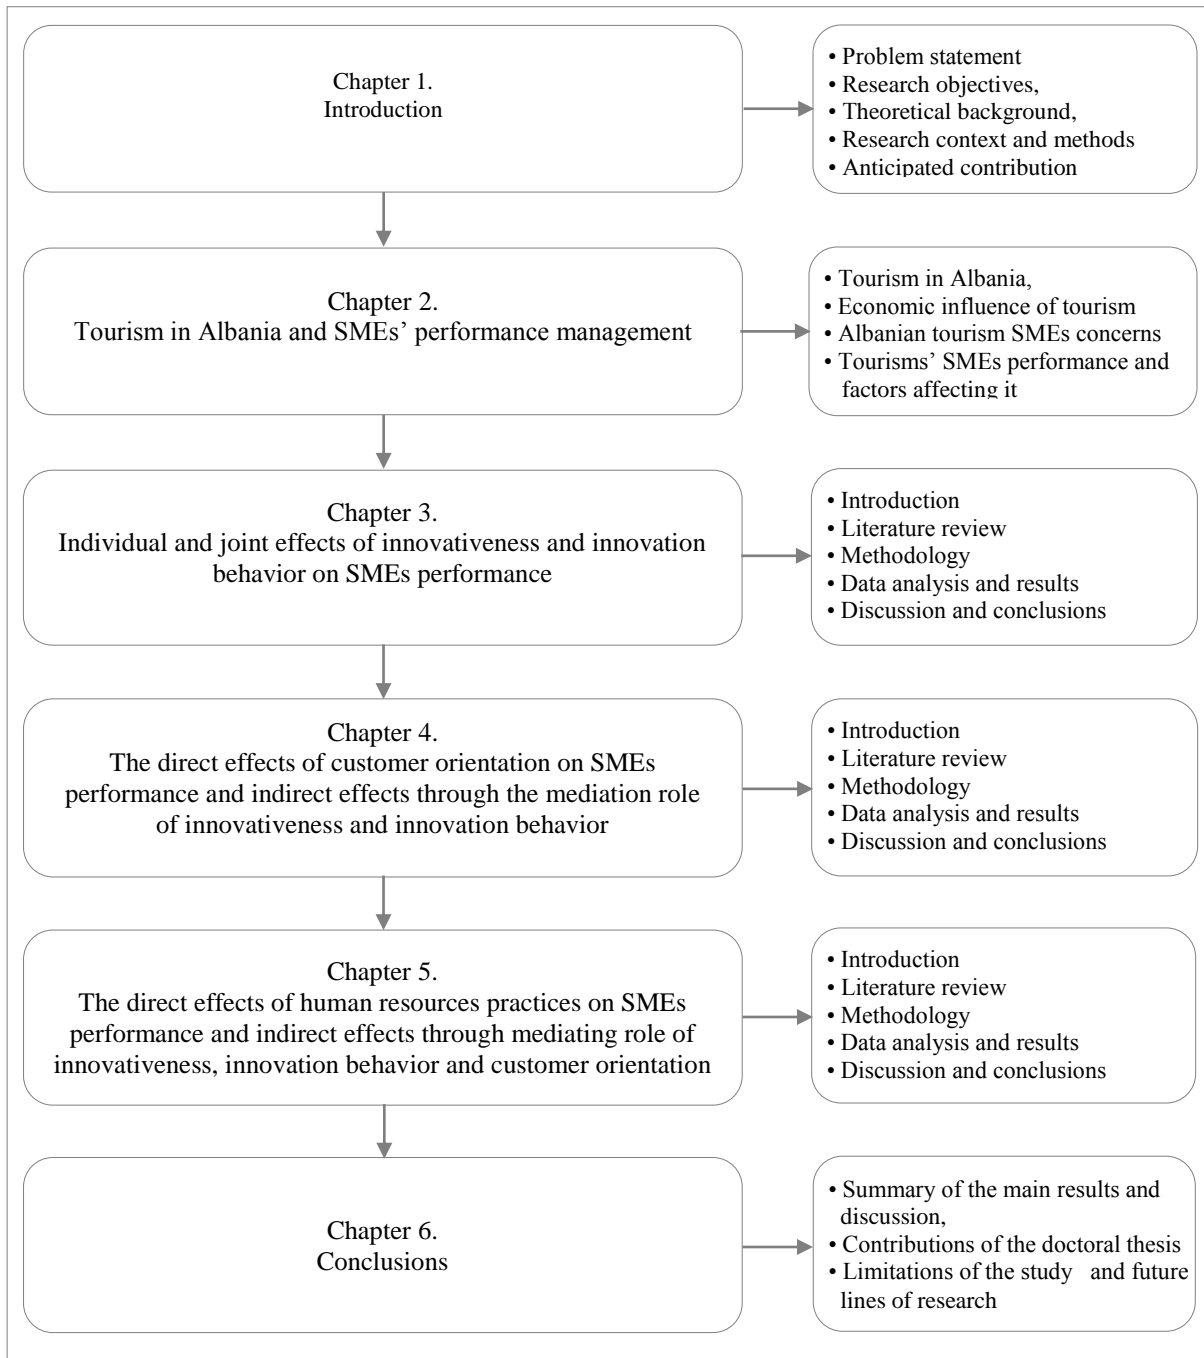 Chapter 1.
Introduction
• Problem statement
• Research objectives,
• Theoretical background,
• Research context and methods
• Anticipated contribution
Chapter 2.
Tourism in Albania and SMEs’ performance management
• Tourism in Albania,
• Economic influence of tourism
• Albanian tourism SMEs concerns
• Tourisms’ SMEs performance and
factors affecting it
Chapter 3.
Individual and joint effects of innovativeness and innovation
behavior on SMEs performance
• Introduction
• Literature review
• Methodology
• Data analysis and results
• Discussion and conclusions
Chapter 4.
The direct effects of customer orientation on SMEs
performance and indirect effects through the mediation role
of innovativeness and innovation behavior
• Introduction
• Literature review
• Methodology
• Data analysis and results
• Discussion and conclusions
Chapter 5.
The direct effects of human resources practices on SMEs
performance and indirect effects through mediating role of
innovativeness, innovation behavior and customer orientation
• Introduction
• Literature review
• Methodology
• Data analysis and results
• Discussion and conclusions
Chapter 6.
Conclusions
• Summary of the main results and
discussion,
• Contributions of the doctoral thesis
• Limitations of the study and future
lines of research